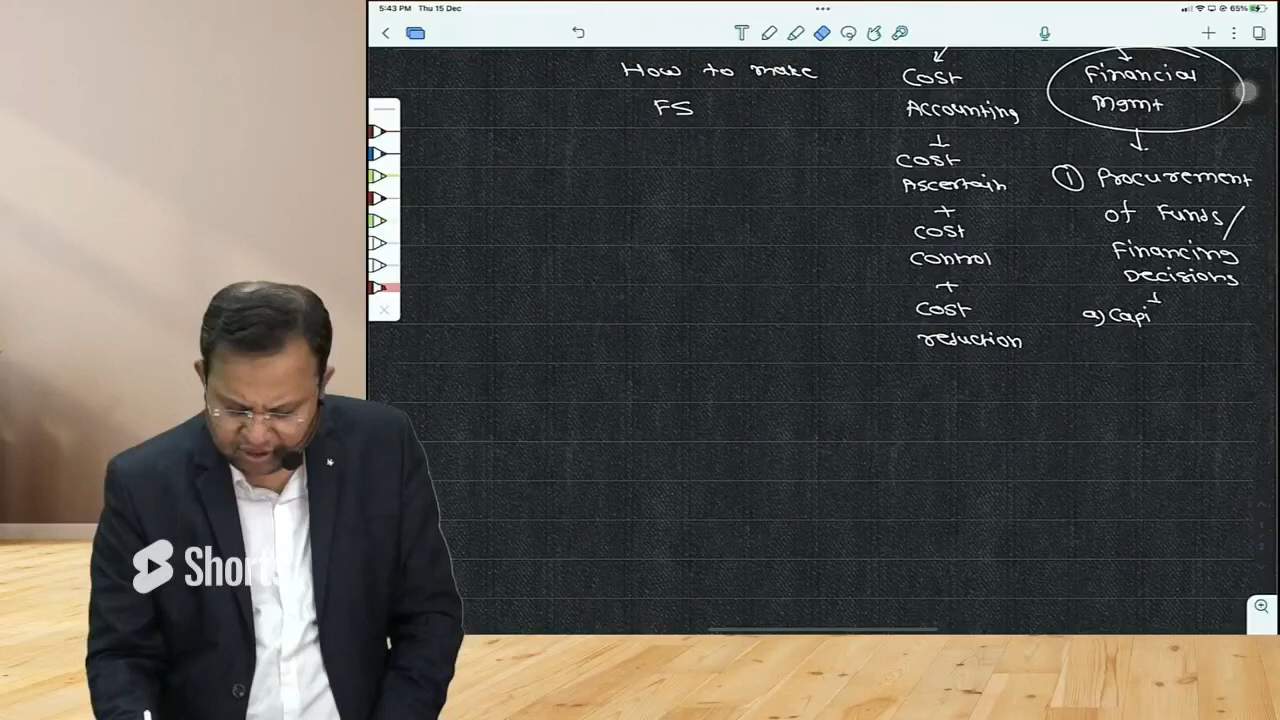 5:43 PM Thu 15 Dec
65%
T
How to make
FS
Cost
Accounting
Cost
Ascertain
+
Cost
Control
+
Cost
reduction
Financial
Mgmt
① Procurement
of Funds/
Financing
Decisions
a) Capi
Shorts